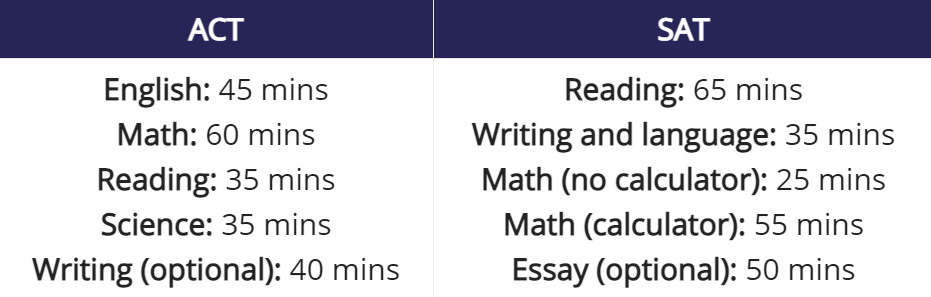 ACT
English: 45 mins
Math: 60 mins
Reading: 35 mins
Science: 35 mins
Writing (optional): 40 mins
SAT
Reading: 65 mins
Writing and language: 35 mins
Math (no calculator): 25 mins
Math (calculator): 55 mins
Essay (optional): 50 mins